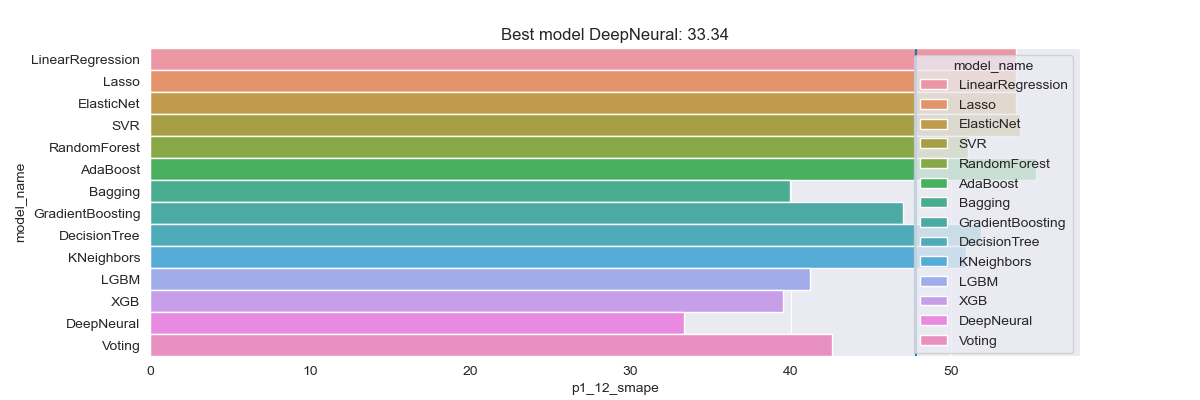 Best model DeepNeural: 33.34
model_name
LinearRegression
Lasso
ElasticNet
SVR
RandomForest
AdaBoost
Bagging
GradientBoosting
DecisionTree
KNeighbors
LGBM
XGB
DeepNeural
Voting
model_name
LinearRegression
Lasso
ElasticNet
SVR
RandomForest
AdaBoost
Bagging
GradientBoosting
DecisionTree
KNeighbors
LGBM
XGB
DeepNeural
Voting
0 10 20 30 40 50
p1_12_smape